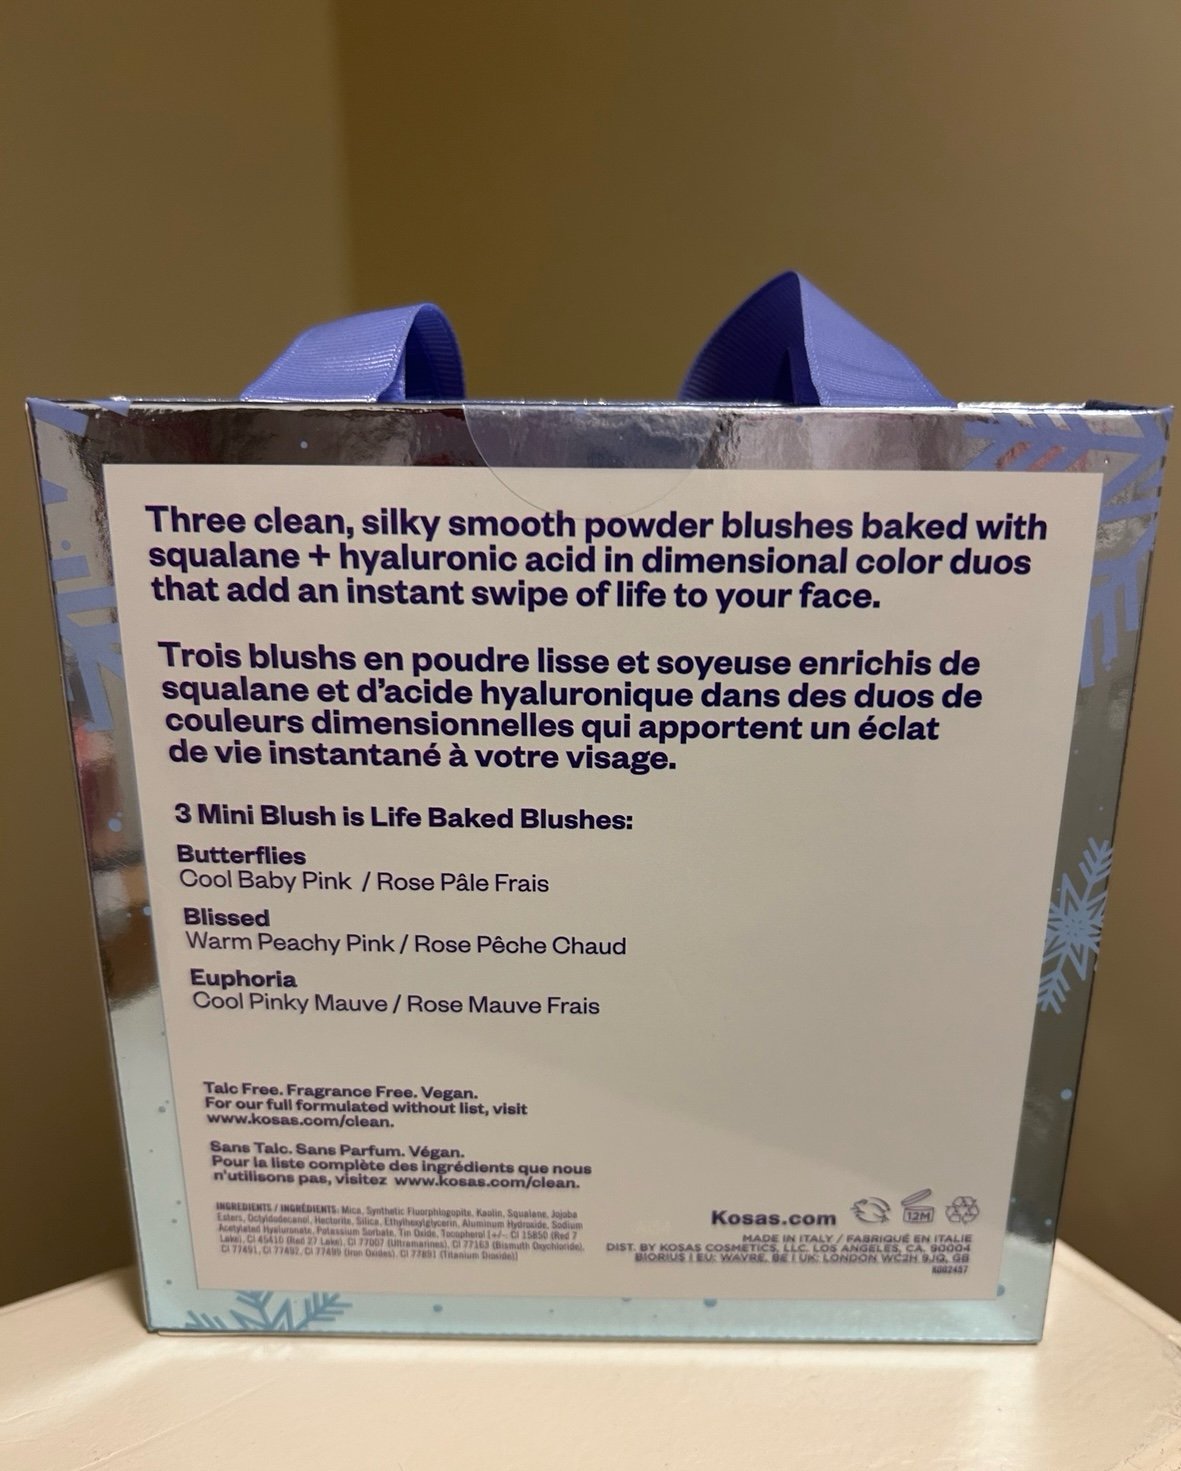 Three clean, silky smooth powder blushes baked with
squalane + hyaluronic acid in dimensional color duos
that add an instant swipe of life to your face.
Trois blushs en poudre lisse et soyeuse enrichis de
squalane et d'acide hyaluronique dans des duos de
couleurs dimensionnelles qui apportent un éclat
de vie instantané à votre visage.
3 Mini Blush is Life Baked Blushes:
Butterflies
Cool Baby Pink / Rose Pâle Frais
Blissed
Warm Peachy Pink / Rose Pêche Chaud
Euphoria
Cool Pinky Mauve / Rose Mauve Frais
Talc Free. Fragrance Free. Vegan.
For our full formulated without list, visit
www.kosas.com/clean.
Sans Talc. Sans Parfum. Végan.
Pour la liste complète des ingrédients que nous
n'utilisons pas, visitez www.kosas.com/clean.
INGREDIENTS / INGRÉDIENTS: Mica, Synthetic Fluorphlogopite, Kaolin, Squalane, Jojoba
Esters, Octyldodecanol, Hectorite, Silica, Ethylhexylglycerin, Aluminum Hydroxide, Sodium
Acetylated Hyaluronate, Potassium Sorbate, Tin Oxide, Tocopherol [+/-: CI 15850 (Red 7
Lake), CI 45410 (Red 27 Lake), CI 77007 (Ultramarines), CI 77163 (Bismuth Oxychloride),
CI 77491, CI 77492, CI 77499 (Iron Oxides), CI 77891 (Titanium Dioxide)]
Kosas.com
12M
MADE IN ITALY / FABRIQUÉ EN ITALIE
DIST. BY KOSAS COSMETICS, LLC. LOS ANGELES, CA, 90004
BIORIUS | EU: WAVRE, BE | UK: LONDON WC2H 9JQ, GB
K002457